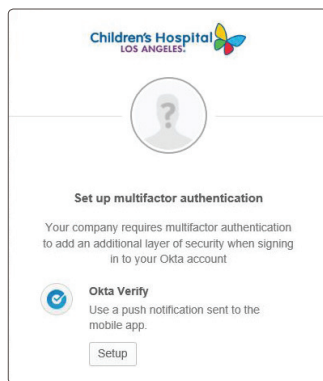 Children's Hospital
LOS ANGELES®
?
Set up multifactor authentication
Your company requires multifactor authentication
to add an additional layer of security when signing
in to your Okta account
Okta Verify
Use a push notification sent to the
mobile app.
Setup